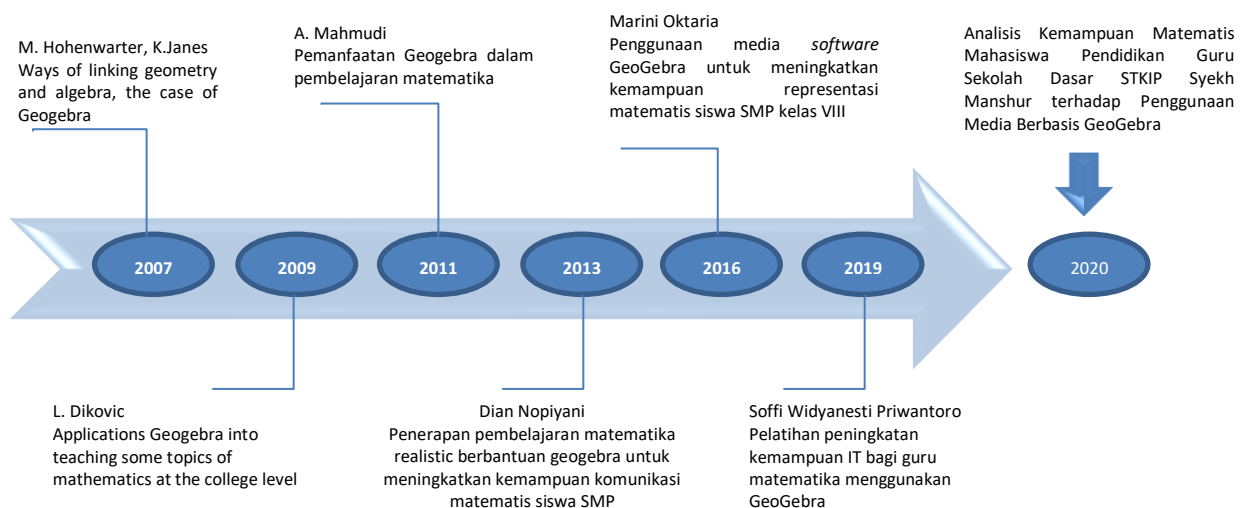 M. Hohenwarter, K.Janes
Ways of linking geometry
and algebra, the case of
Geogebra
A. Mahmudi
Pemanfaatan Geogebra dalam
pembelajaran matematika
Marini Oktaria
Penggunaan media software
GeoGebra untuk meningkatkan
kemampuan representasi
matematis siswa SMP kelas VIII
Analisis Kemampuan Matematis
Mahasiswa Pendidikan Guru
Sekolah Dasar STKIP Syekh
Manshur terhadap Penggunaan
Media Berbasis GeoGebra
2007
2009
2011
2013
2016
2019
2020
L. Dikovic
Applications Geogebra into
teaching some topics of
mathematics at the college level
Dian Nopiyani
Penerapan pembelajaran matematika
realistic berbantuan geogebra untuk
meningkatkan kemampuan komunikasi
matematis siswa SMP
Soffi Widyanesti Priwantoro
Pelatihan peningkatan
kemampuan IT bagi guru
matematika menggunakan
GeoGebra